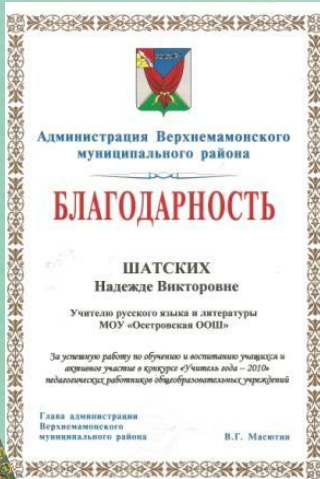 Администрация Верхнемамонского
муниципального района
БЛАГОДАРНОСТЬ
ШАТСКИХ
Надежде Викторовне
Учителю русского языка и литературы
МОУ «Осетровская ООШ»
За успешную работу по обучению и воспитанию учащихся и
активное участие в конкурсе «Учитель года – 2010»
педагогических работников общеобразовательных учреждений
Глава администрации
Верхнемамонского
муниципального района В.Г. Масютин